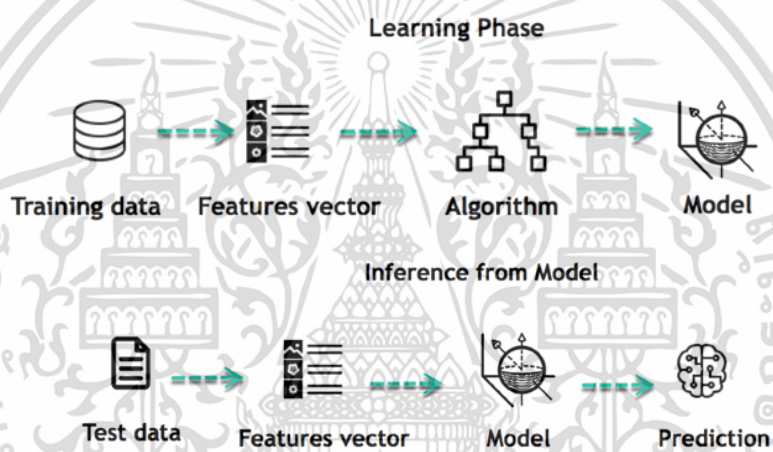 Learning Phase
Training data Features vector Algorithm Model
Inference from Model
Test data Features vector Model Prediction